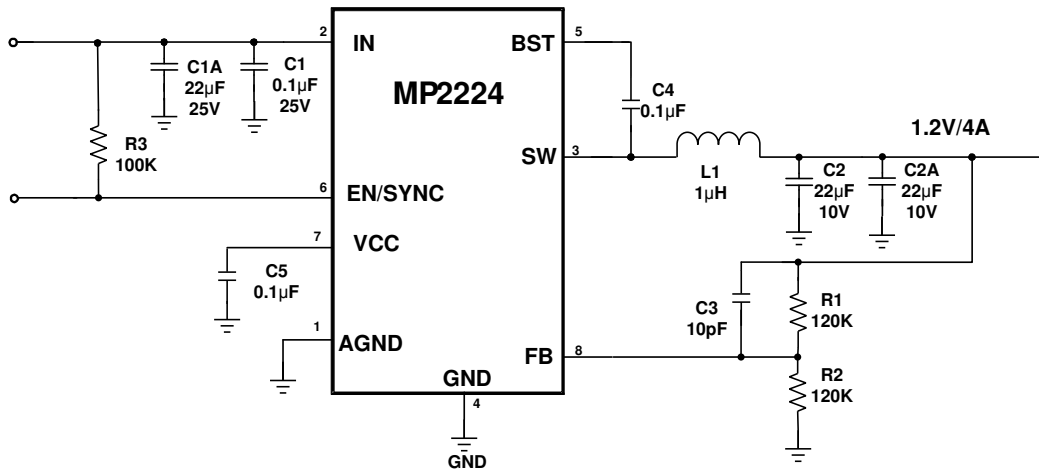 2
IN
C1A
22µF
25V
C1
0.1µF
25V
R3
100K
6
EN/SYNC
7
VCC
C5
0.1µF
1
AGND
MP2224
GND
4
GND
BST
5
C4
0.1µF
SW
3
L1
1µH
1.2V/4A
C2
22µF
10V
C2A
22µF
10V
C3
10pF
R1
120K
FB
8
R2
120K